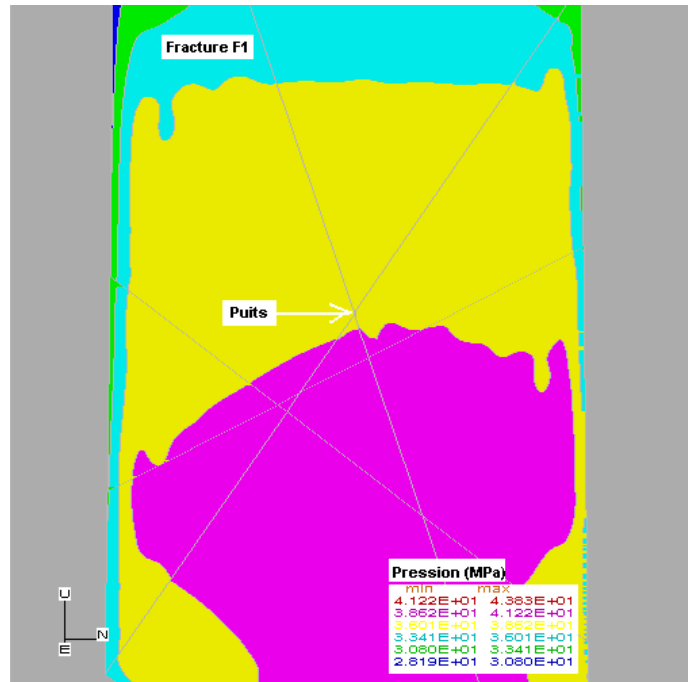 Fracture F1
Puits
Pression (MPa)
min max
4.122E+01 4.383E+01
3.862E+01 4.122E+01
3.601E+01 3.862E+01
3.341E+01 3.601E+01
3.080E+01 3.341E+01
2.819E+01 3.080E+01
U
N
E